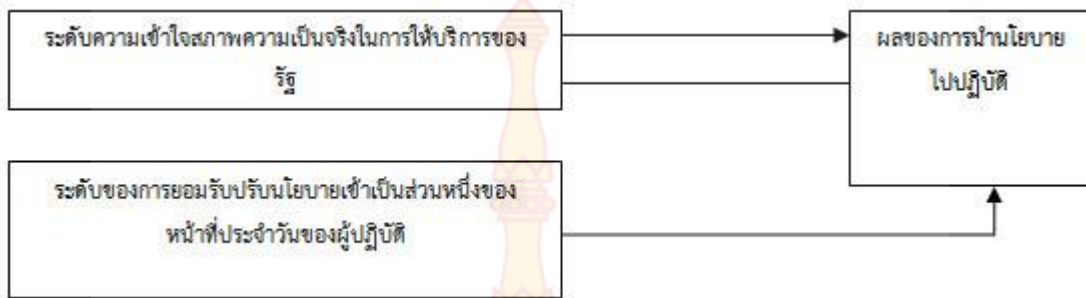 ระดับความเข้าใจสภาพความเป็นจริงในการให้บริการของ
รัฐ
ผลของการนำนโยบาย
ไปปฏิบัติ
ระดับของการยอมรับปรับนโยบายเข้าเป็นส่วนหนึ่งของ
หน้าที่ประจำวันของผู้ปฏิบัติ